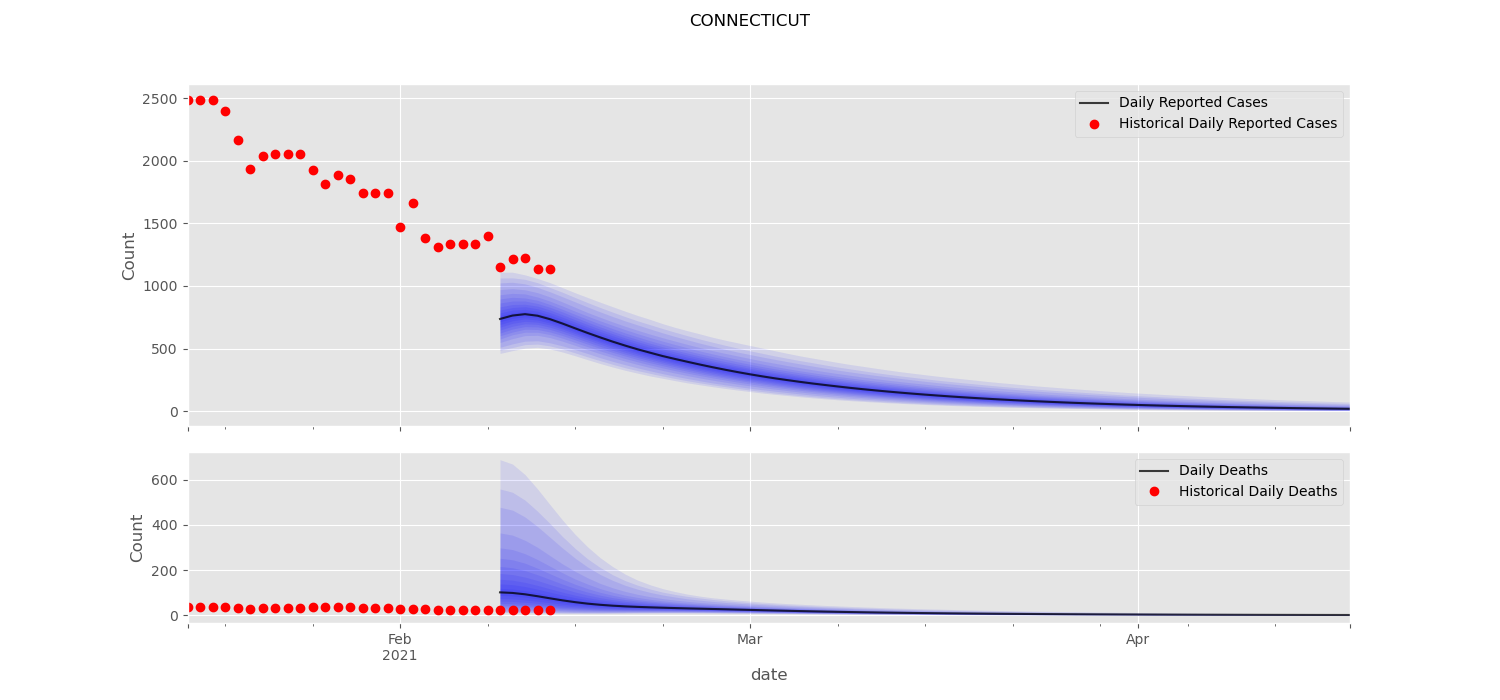 CONNECTICUT
2500
2000
1500
1000
500
0
Count
Daily Reported Cases
Historical Daily Reported Cases
600
400
200
0
Count
Daily Deaths
Historical Daily Deaths
Feb
2021
Mar
Apr
date